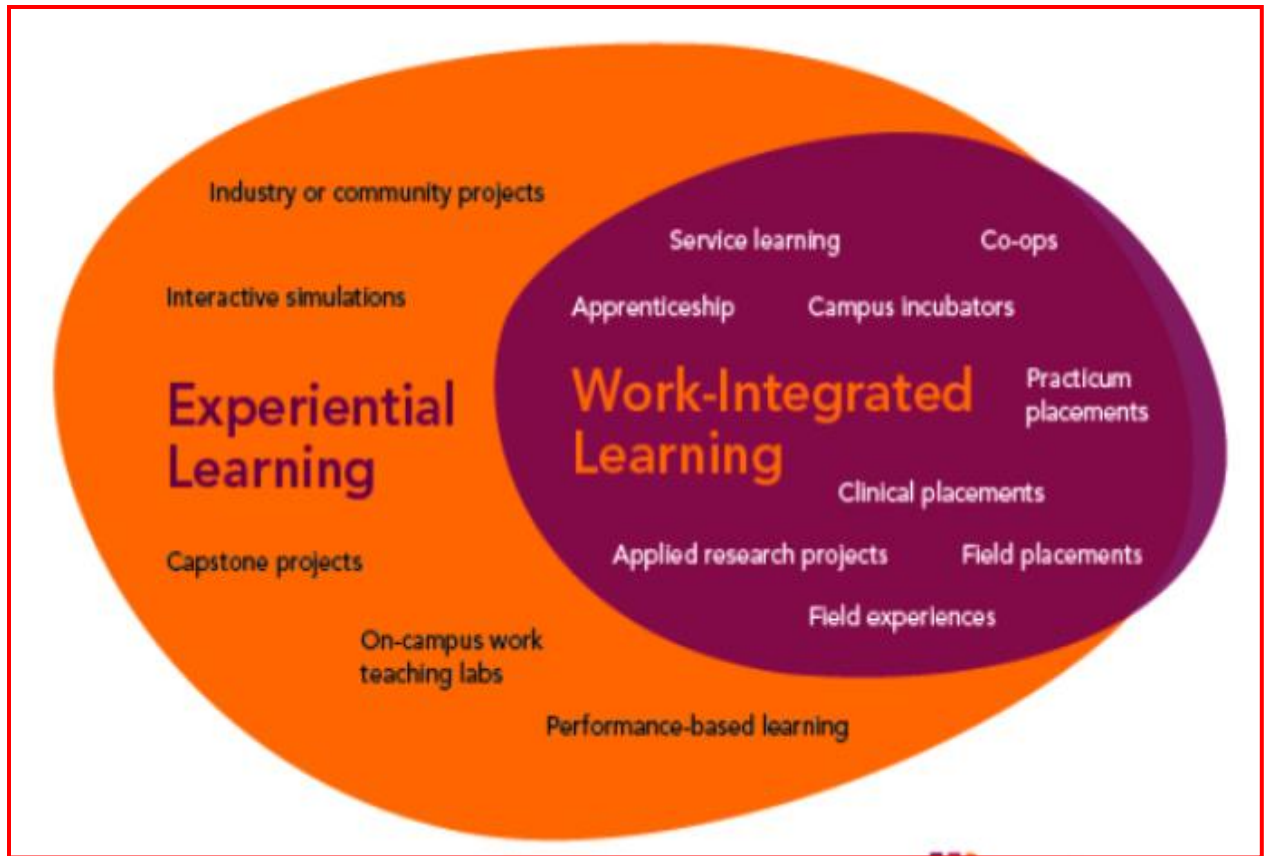 Industry or community projects
Service learning
Co-ops
Interactive simulations
Apprenticeship
Campus incubators
Experiential
Learning
Work-Integrated
Learning
Practicum
placements
Clinical placements
Capstone projects
Applied research projects
Field placements
Field experiences
On-campus work
teaching labs
Performance-based learning